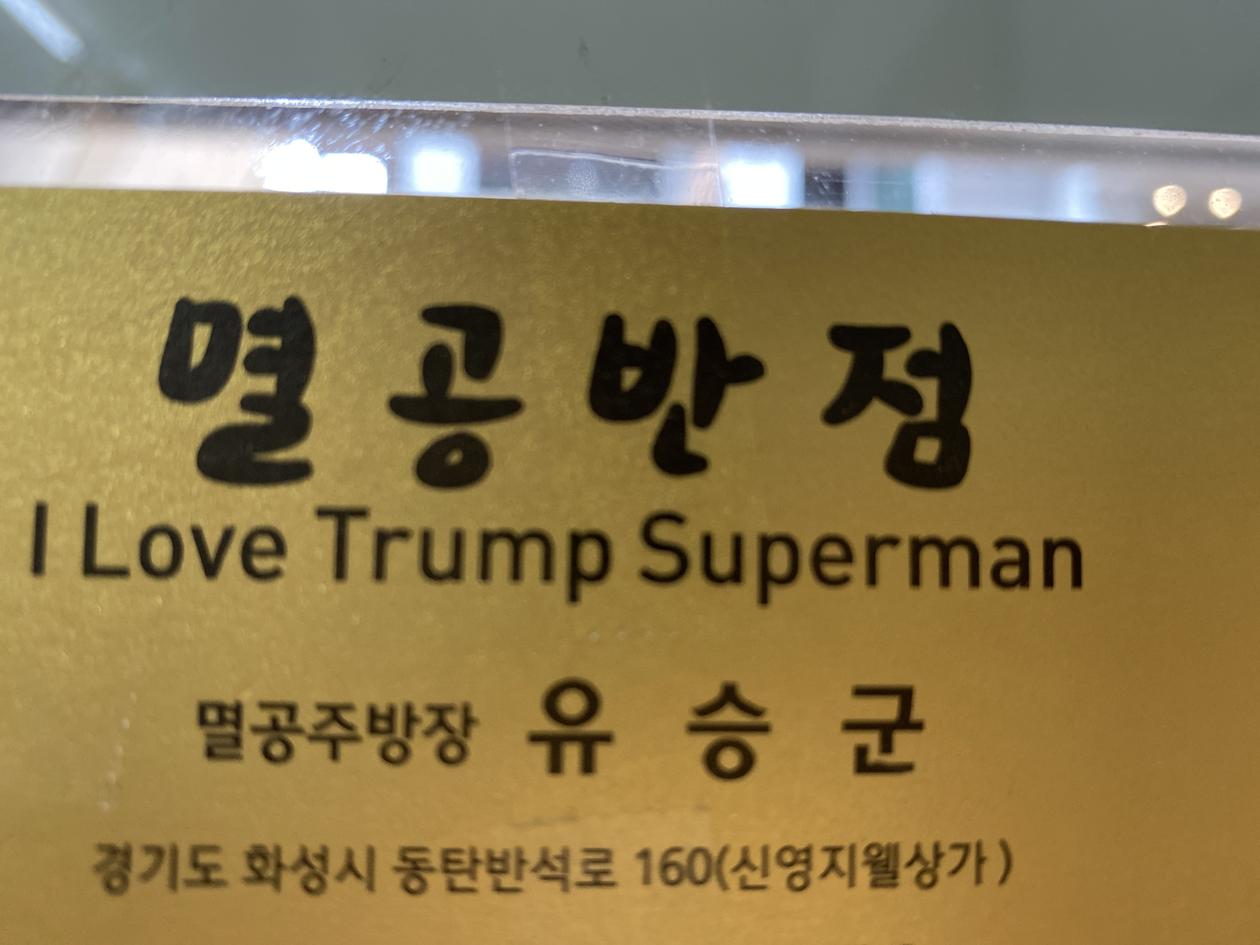 멸공반점
I Love Trump Superman
멸공주방장 유 승 군
경기도 화성시 동탄반석로 160(신영지웰상가)